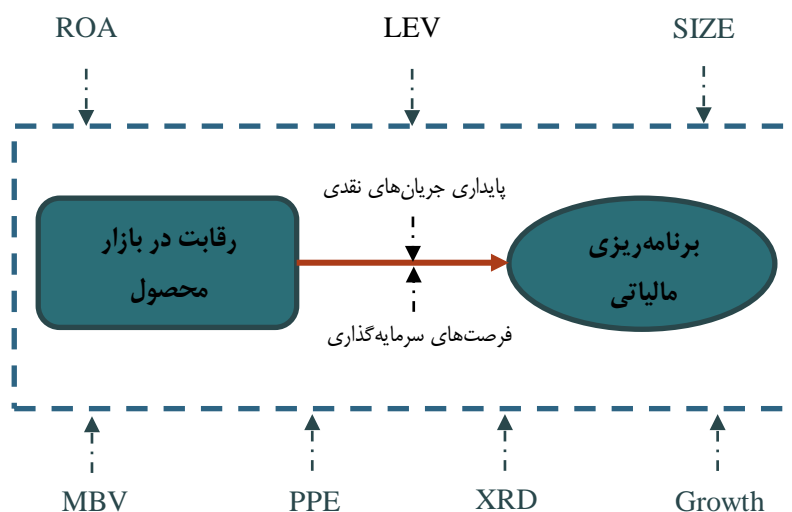 ROA
LEV
SIZE
پایداری جریان‌های نقدی
رقابت در بازار
محصول
برنامه‌ریزی
مالیاتی
فرصت‌های سرمایه‌گذاری
MBV
PPE
XRD
Growth